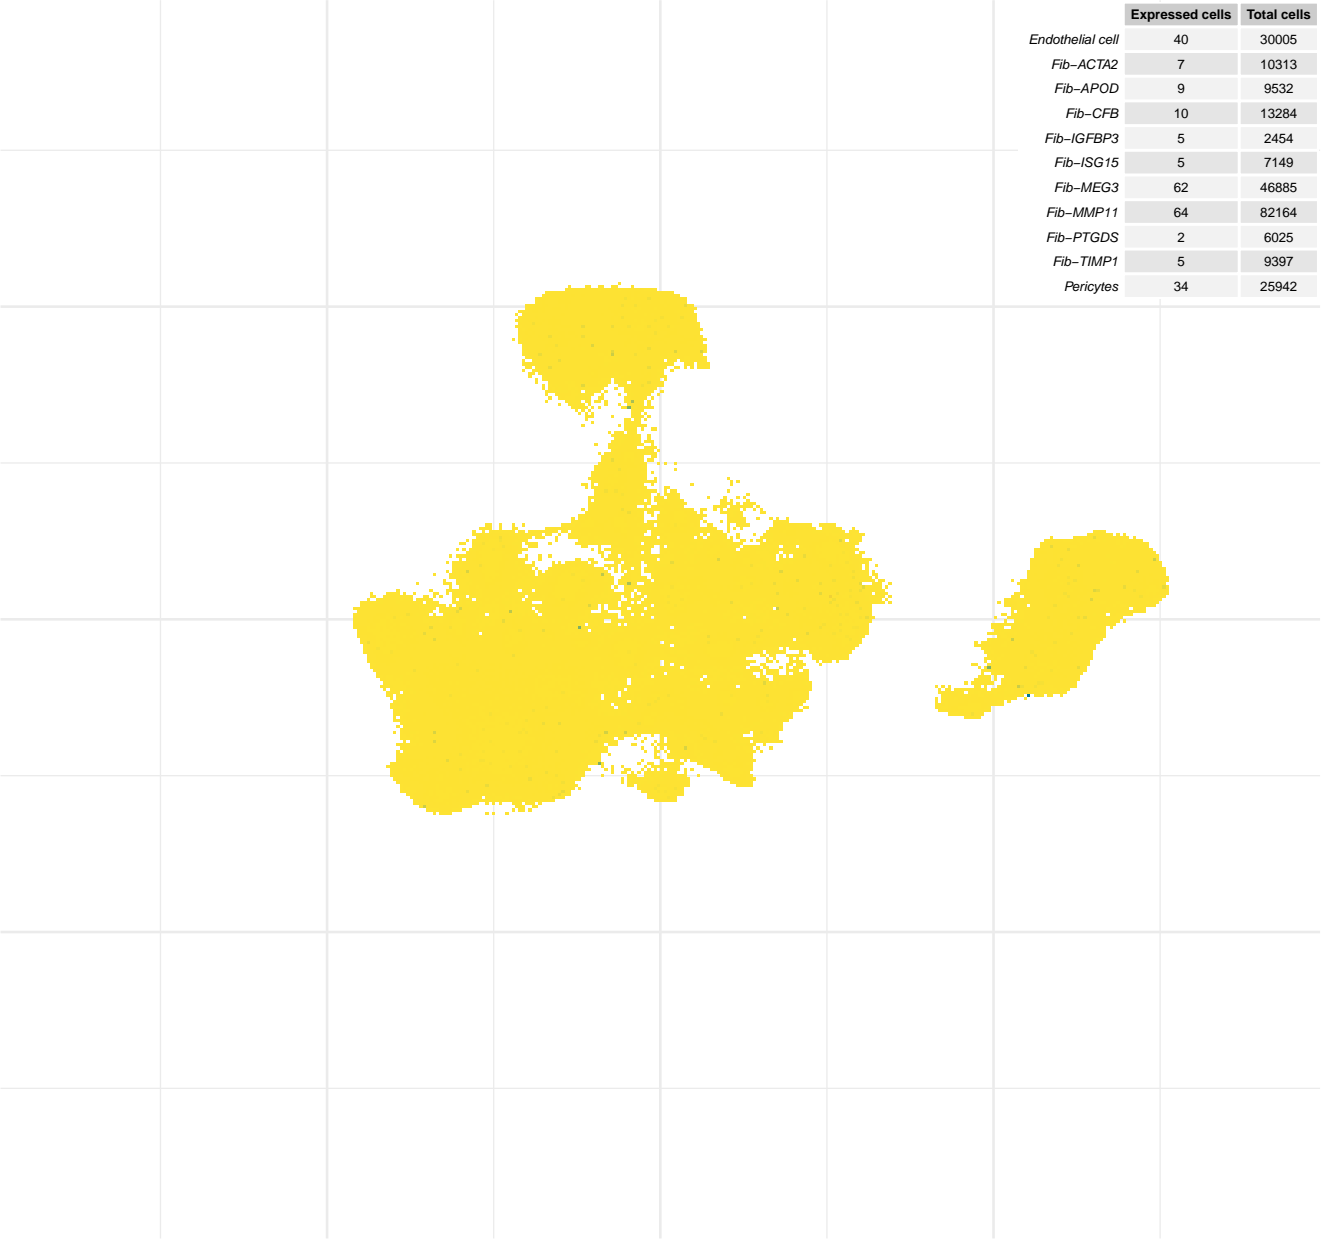 Expressed cells Total cells
Endothelial cell 40 30005
Fib−ACTA2 7 10313
Fib−APOD 9 9532
Fib−CFB 10 13284
Fib−IGFBP3 5 2454
Fib−ISG15 5 7149
Fib−MEG3 62 46885
Fib−MMP11 64 82164
Fib−PTGDS 2 6025
Fib−TIMP1 5 9397
Pericytes 34 25942